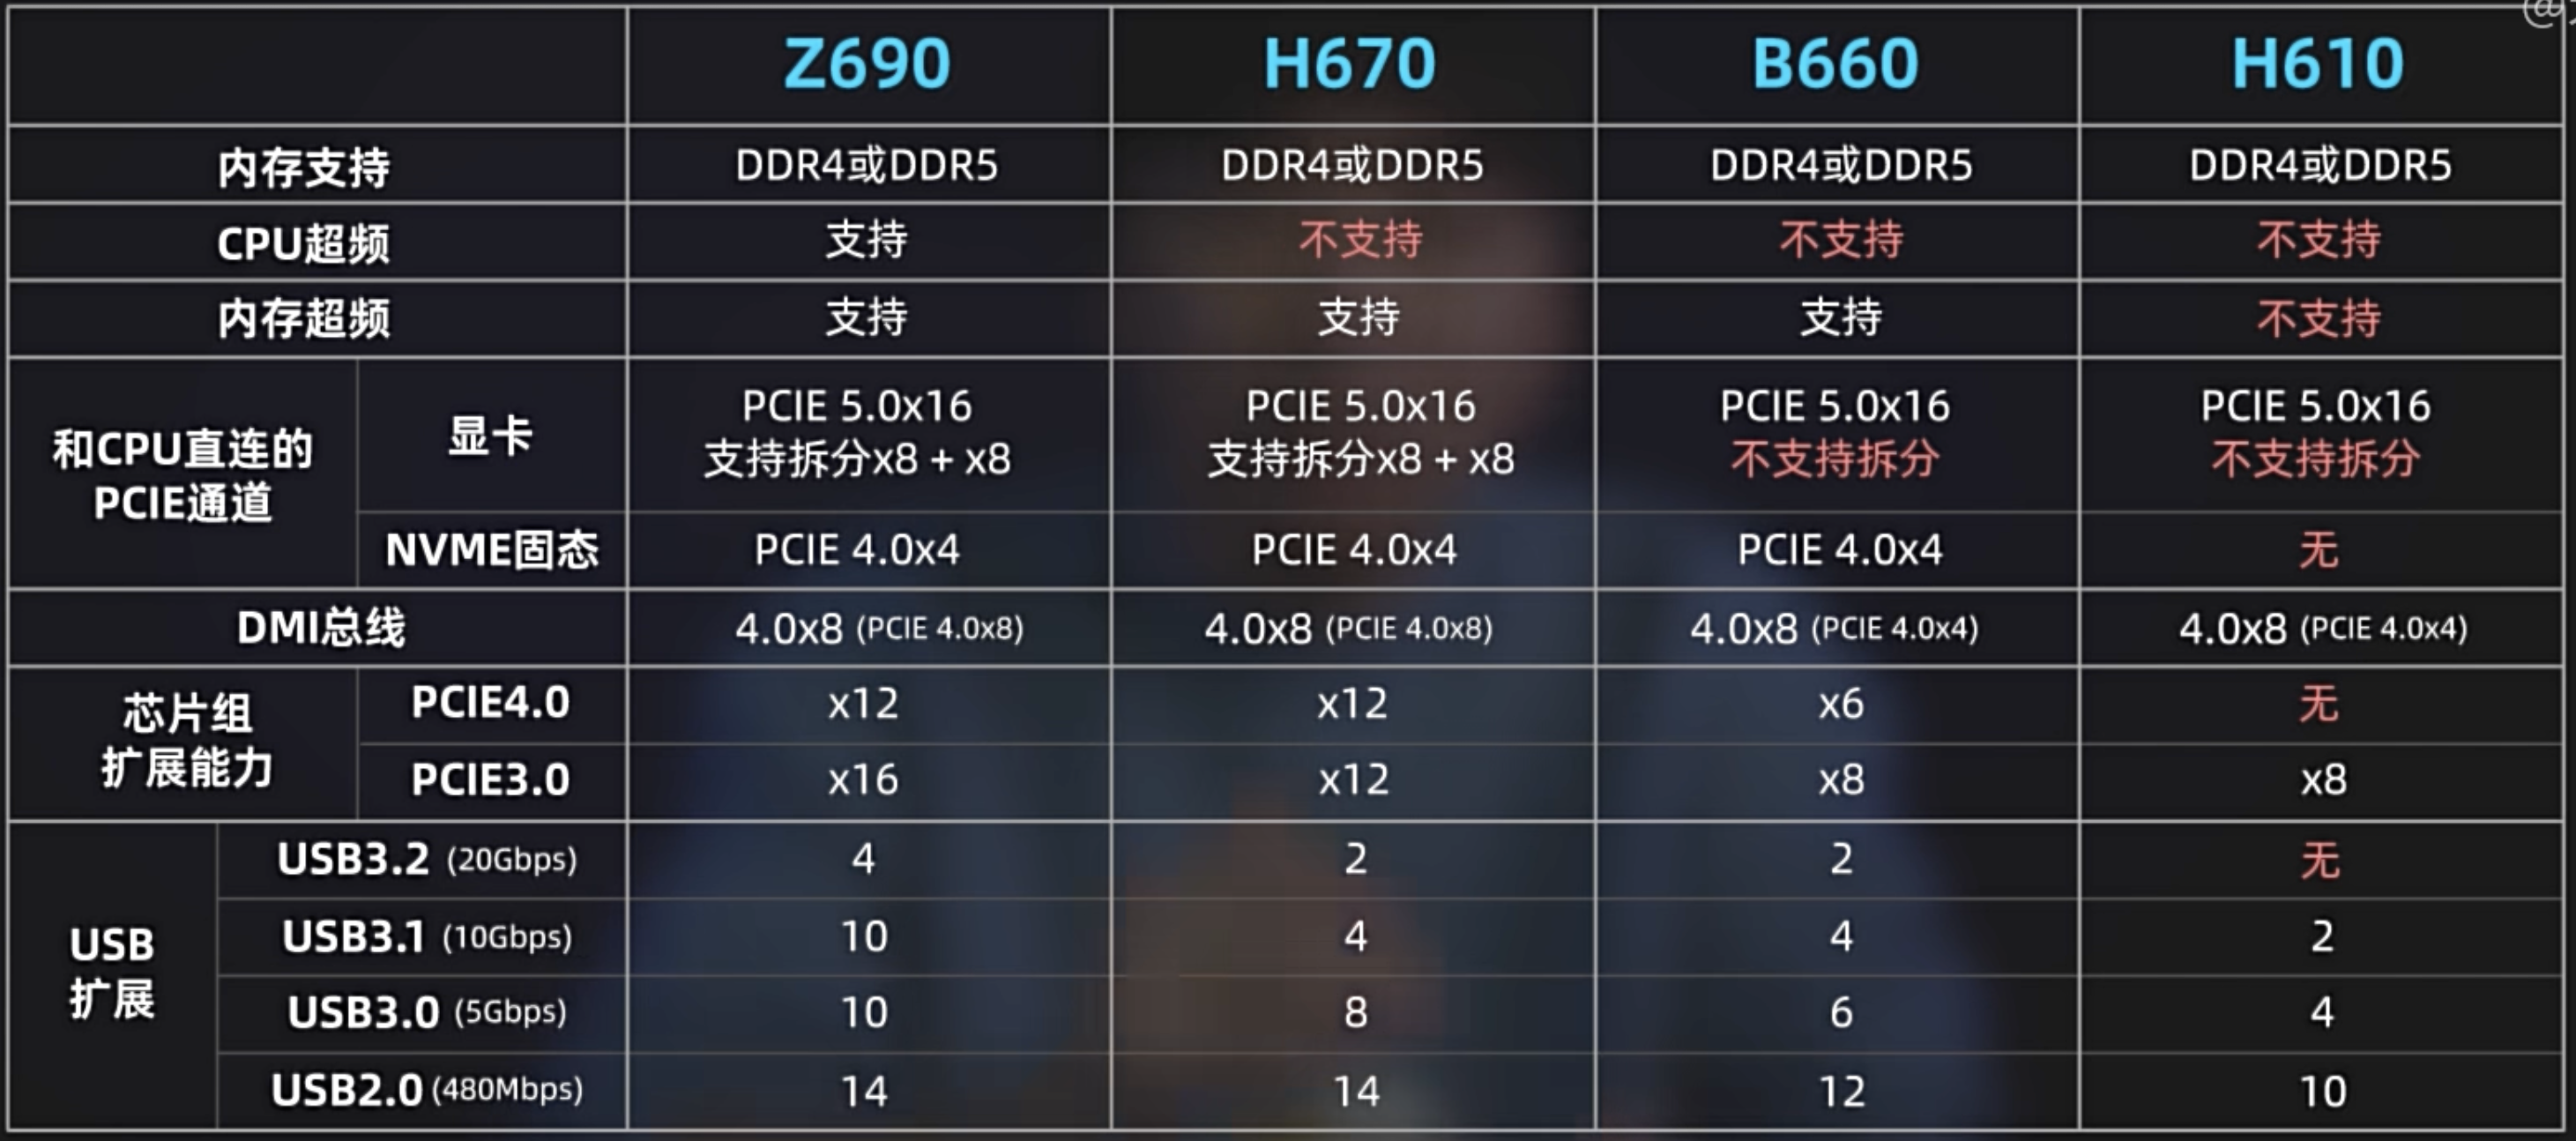 Z690 H670 B660 H610
内存支持 DDR4或DDR5 DDR4或DDR5 DDR4或DDR5 DDR4或DDR5
CPU超频 支持 不支持 不支持 不支持
内存超频 支持 支持 支持 不支持
和CPU直连的
PCIE通道
显卡
PCIE 5.0x16
支持拆分x8 + x8
PCIE 5.0x16
支持拆分x8 + x8
PCIE 5.0x16
不支持拆分
PCIE 5.0x16
不支持拆分
NVME固态 PCIE 4.0x4 PCIE 4.0x4 PCIE 4.0x4 无
DMI总线 4.0x8 (PCIE 4.0x8) 4.0x8 (PCIE 4.0x8) 4.0x8 (PCIE 4.0x4) 4.0x8 (PCIE 4.0x4)
芯片组
扩展能力
PCIE4.0 x12 x12 x6 无
PCIE3.0 x16 x12 x8 x8
USB
扩展
USB3.2 (20Gbps) 4 2 2 无
USB3.1 (10Gbps) 10 4 4 2
USB3.0 (5Gbps) 10 8 6 4
USB2.0 (480Mbps) 14 14 12 10